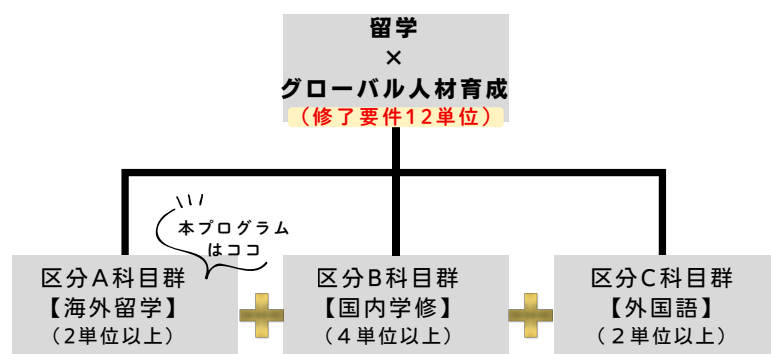 留学
×
グローバル人材育成
（修了要件12単位）
本プログラム
はココ
区分A科目群
【海外留学】
（2単位以上）
区分B科目群
【国内学修】
（４単位以上）
区分C科目群
【外国語】
（２単位以上）